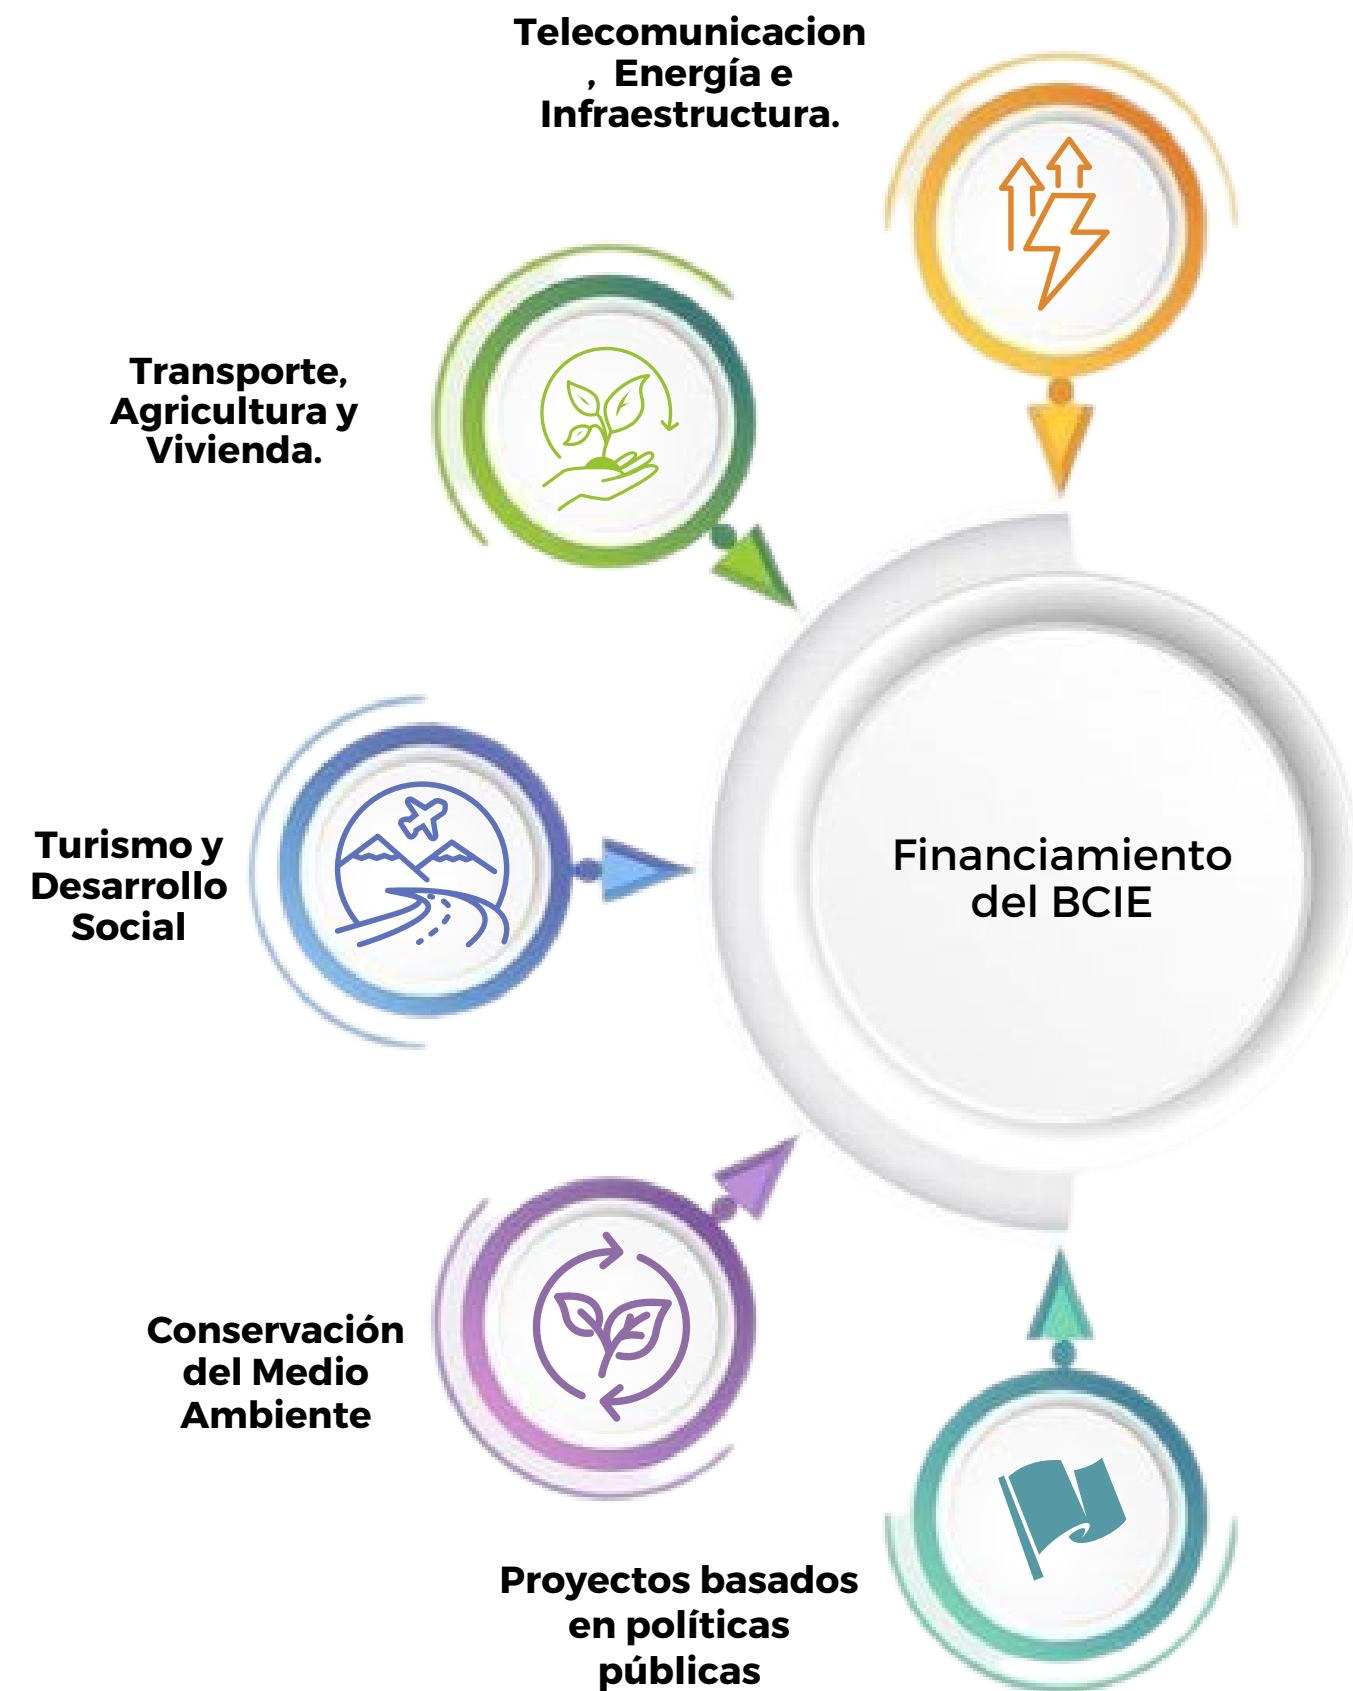 Telecomunicacion
, Energía e
Infraestructura.
Transporte,
Agricultura y
Vivienda.
Turismo y
Desarrollo
Social
Financiamiento
del BCIE
Conservación
del Medio
Ambiente
Proyectos basados
en políticas
públicas